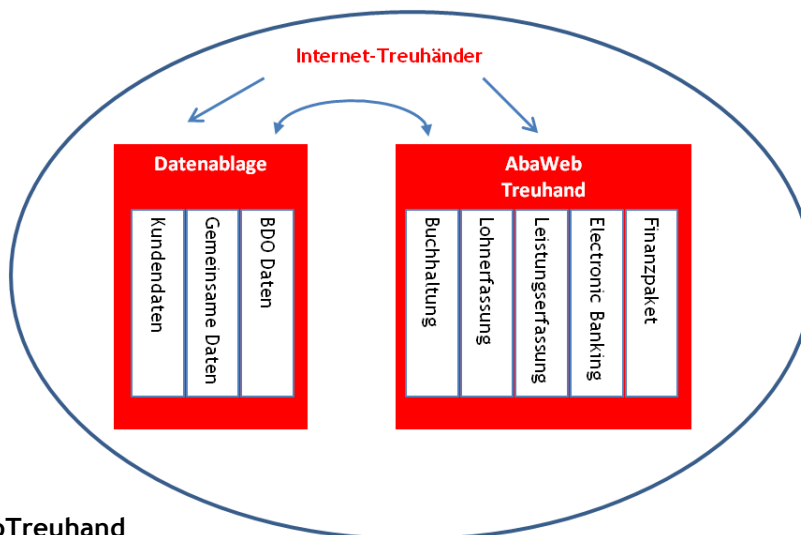 Internet-Treuhänder
Datenablage
Kundendaten
Gemeinsame Daten
BDO Daten
AbaWeb
Treuhand
Buchhaltung
Lohnerfassung
Leistungserfassung
Electronic Banking
Finanzpaket